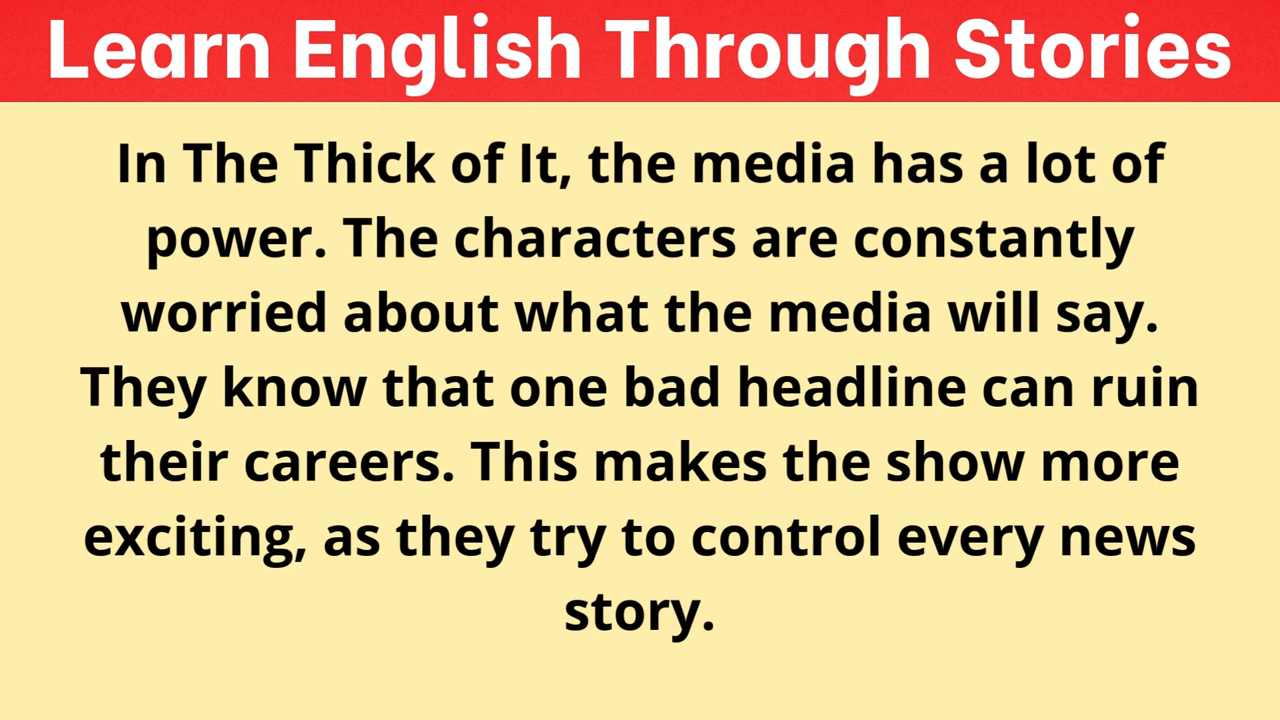 Learn English Through Stories
In The Thick of It, the media has a lot of
power. The characters are constantly
worried about what the media will say.
They know that one bad headline can ruin
their careers. This makes the show more
exciting, as they try to control every news
story.